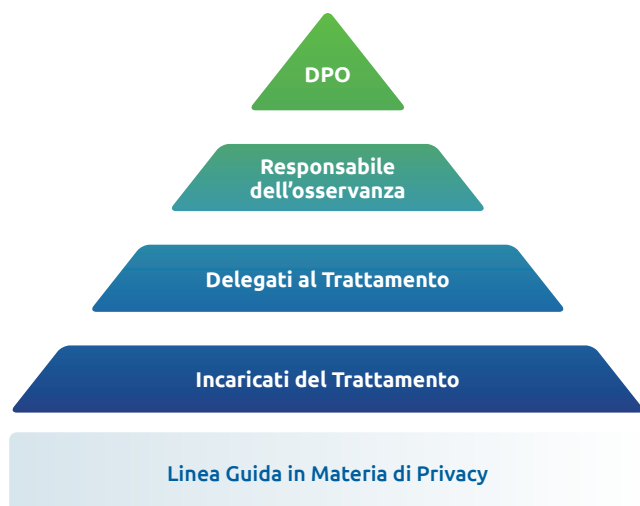 DPO
Responsabile
dell’osservanza
Delegati al Trattamento
Incaricati del Trattamento
Linea Guida in Materia di Privacy